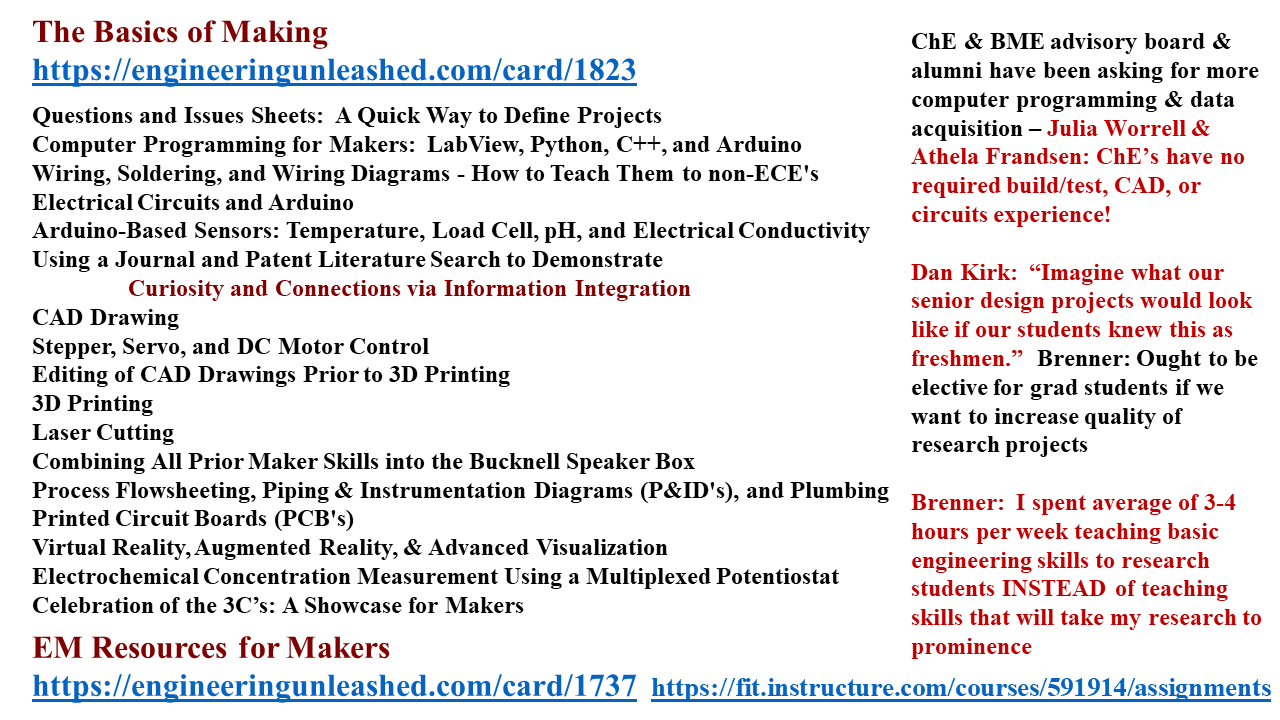 The Basics of Making
https://engineeringunleashed.com/card/1823
Questions and Issues Sheets:  A Quick Way to Define Projects
Computer Programming for Makers:  LabView, Python, C++, and Arduino
Wiring, Soldering, and Wiring Diagrams - How to Teach Them to non-ECE's
Electrical Circuits and Arduino
Arduino-Based Sensors: Temperature, Load Cell, pH, and Electrical Conductivity
Using a Journal and Patent Literature Search to Demonstrate
Curiosity and Connections via Information Integration
CAD Drawing
Stepper, Servo, and DC Motor Control
Editing of CAD Drawings Prior to 3D Printing
3D Printing
Laser Cutting
Combining All Prior Maker Skills into the Bucknell Speaker Box
Process Flowsheeting, Piping & Instrumentation Diagrams (P&ID's), and Plumbing
Printed Circuit Boards (PCB's)
Virtual Reality, Augmented Reality, & Advanced Visualization
Electrochemical Concentration Measurement Using a Multiplexed Potentiostat
Celebration of the 3C’s: A Showcase for Makers
EM Resources for Makers
https://engineeringunleashed.com/card/1737
https://fit.instructure.com/courses/591914/assignments
ChE & BME advisory board &
alumni have been asking for more
computer programming & data
acquisition – Julia Worrell &
Athela Frandsen: ChE’s have no
required build/test, CAD, or
circuits experience!
Dan Kirk:  “Imagine what our
senior design projects would look
like if our students knew this as
freshmen.”  Brenner: Ought to be
elective for grad students if we
want to increase quality of
research projects
Brenner:  I spent average of 3-4
hours per week teaching basic
engineering skills to research
students INSTEAD of teaching
skills that will take my research to
prominence